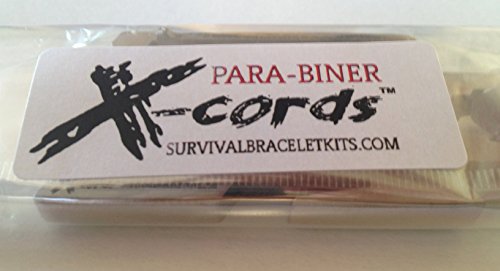 PARA-BINER
X-cords™
SURVIVALBRACELETKITS.COM